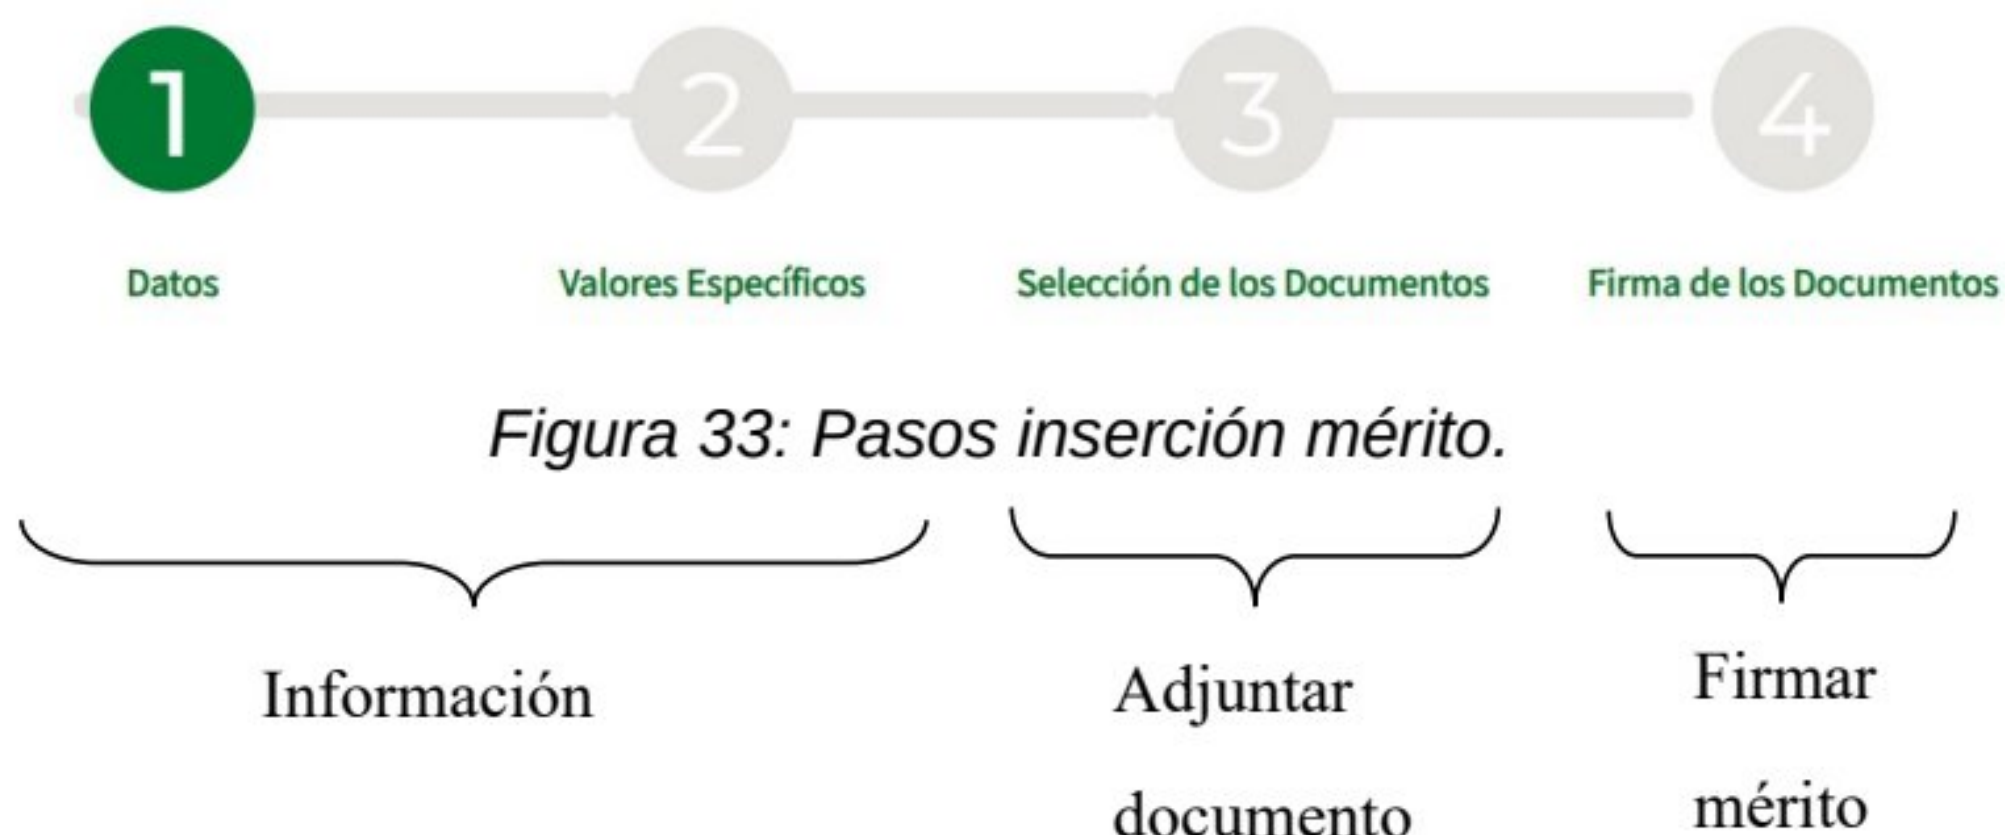 1 2 3 4
Datos Valores Específicos Selección de los Documentos Firma de los Documentos
Figura 33: Pasos inserción mérito.
Información
Adjuntar
documento
Firmar
mérito